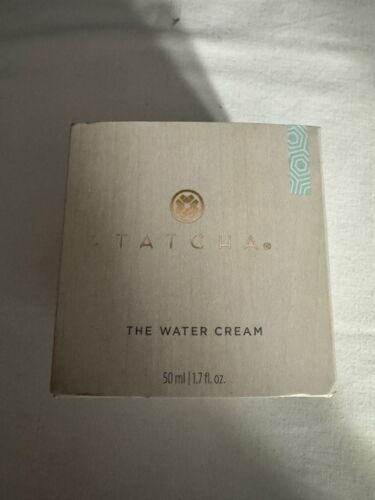 TATCHA®
THE WATER CREAM
50 ml | 1.7 fl. oz.